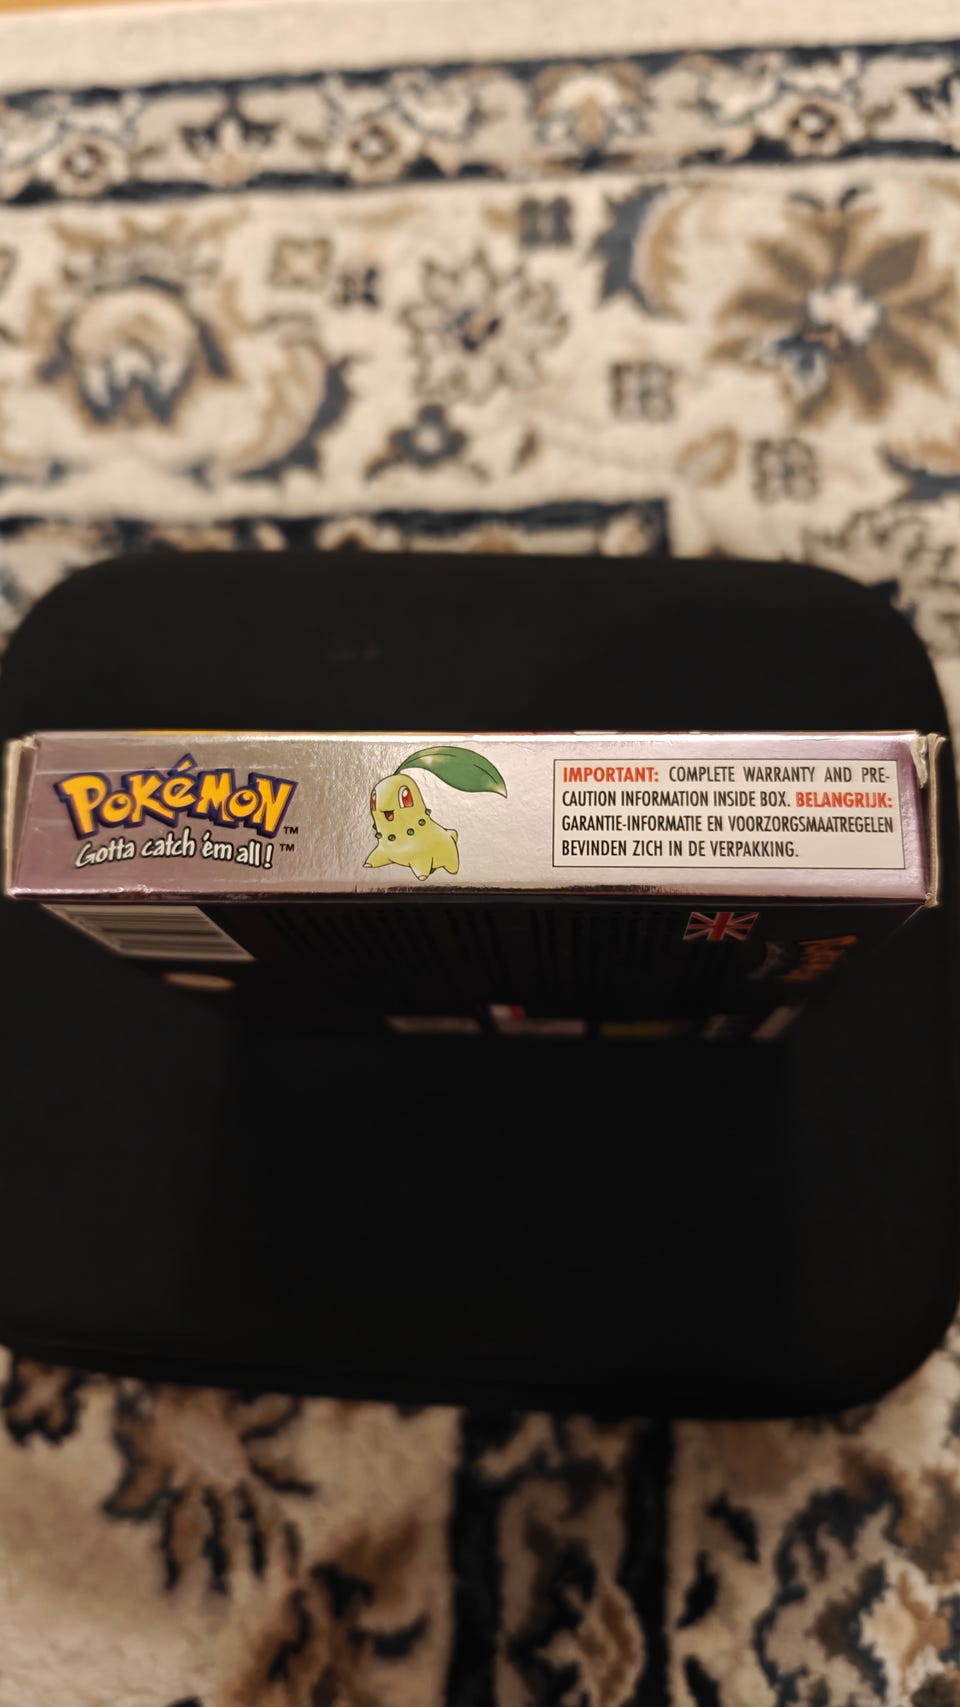 POKéMON™
Gotta catch 'em all!™
IMPORTANT: COMPLETE WARRANTY AND PRE-
CAUTION INFORMATION INSIDE BOX. BELANGRIJK:
GARANTIE-INFORMATIE EN VOORZORGSMAATREGELEN
BEVINDEN ZICH IN DE VERPAKKING.